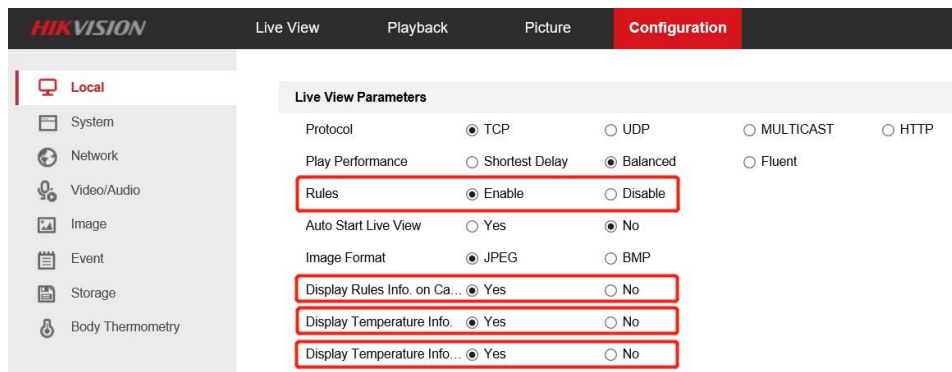 HIKVISION Live View Playback Picture Configuration
Local
System
Network
Video/Audio
Image
Event
Storage
Body Thermometry
Live View Parameters
Protocol TCP UDP MULTICAST HTTP
Play Performance Shortest Delay Balanced Fluent
Rules Enable Disable
Auto Start Live View Yes No
Image Format JPEG BMP
Display Rules Info. on Ca... Yes No
Display Temperature Info. Yes No
Display Temperature Info... Yes No